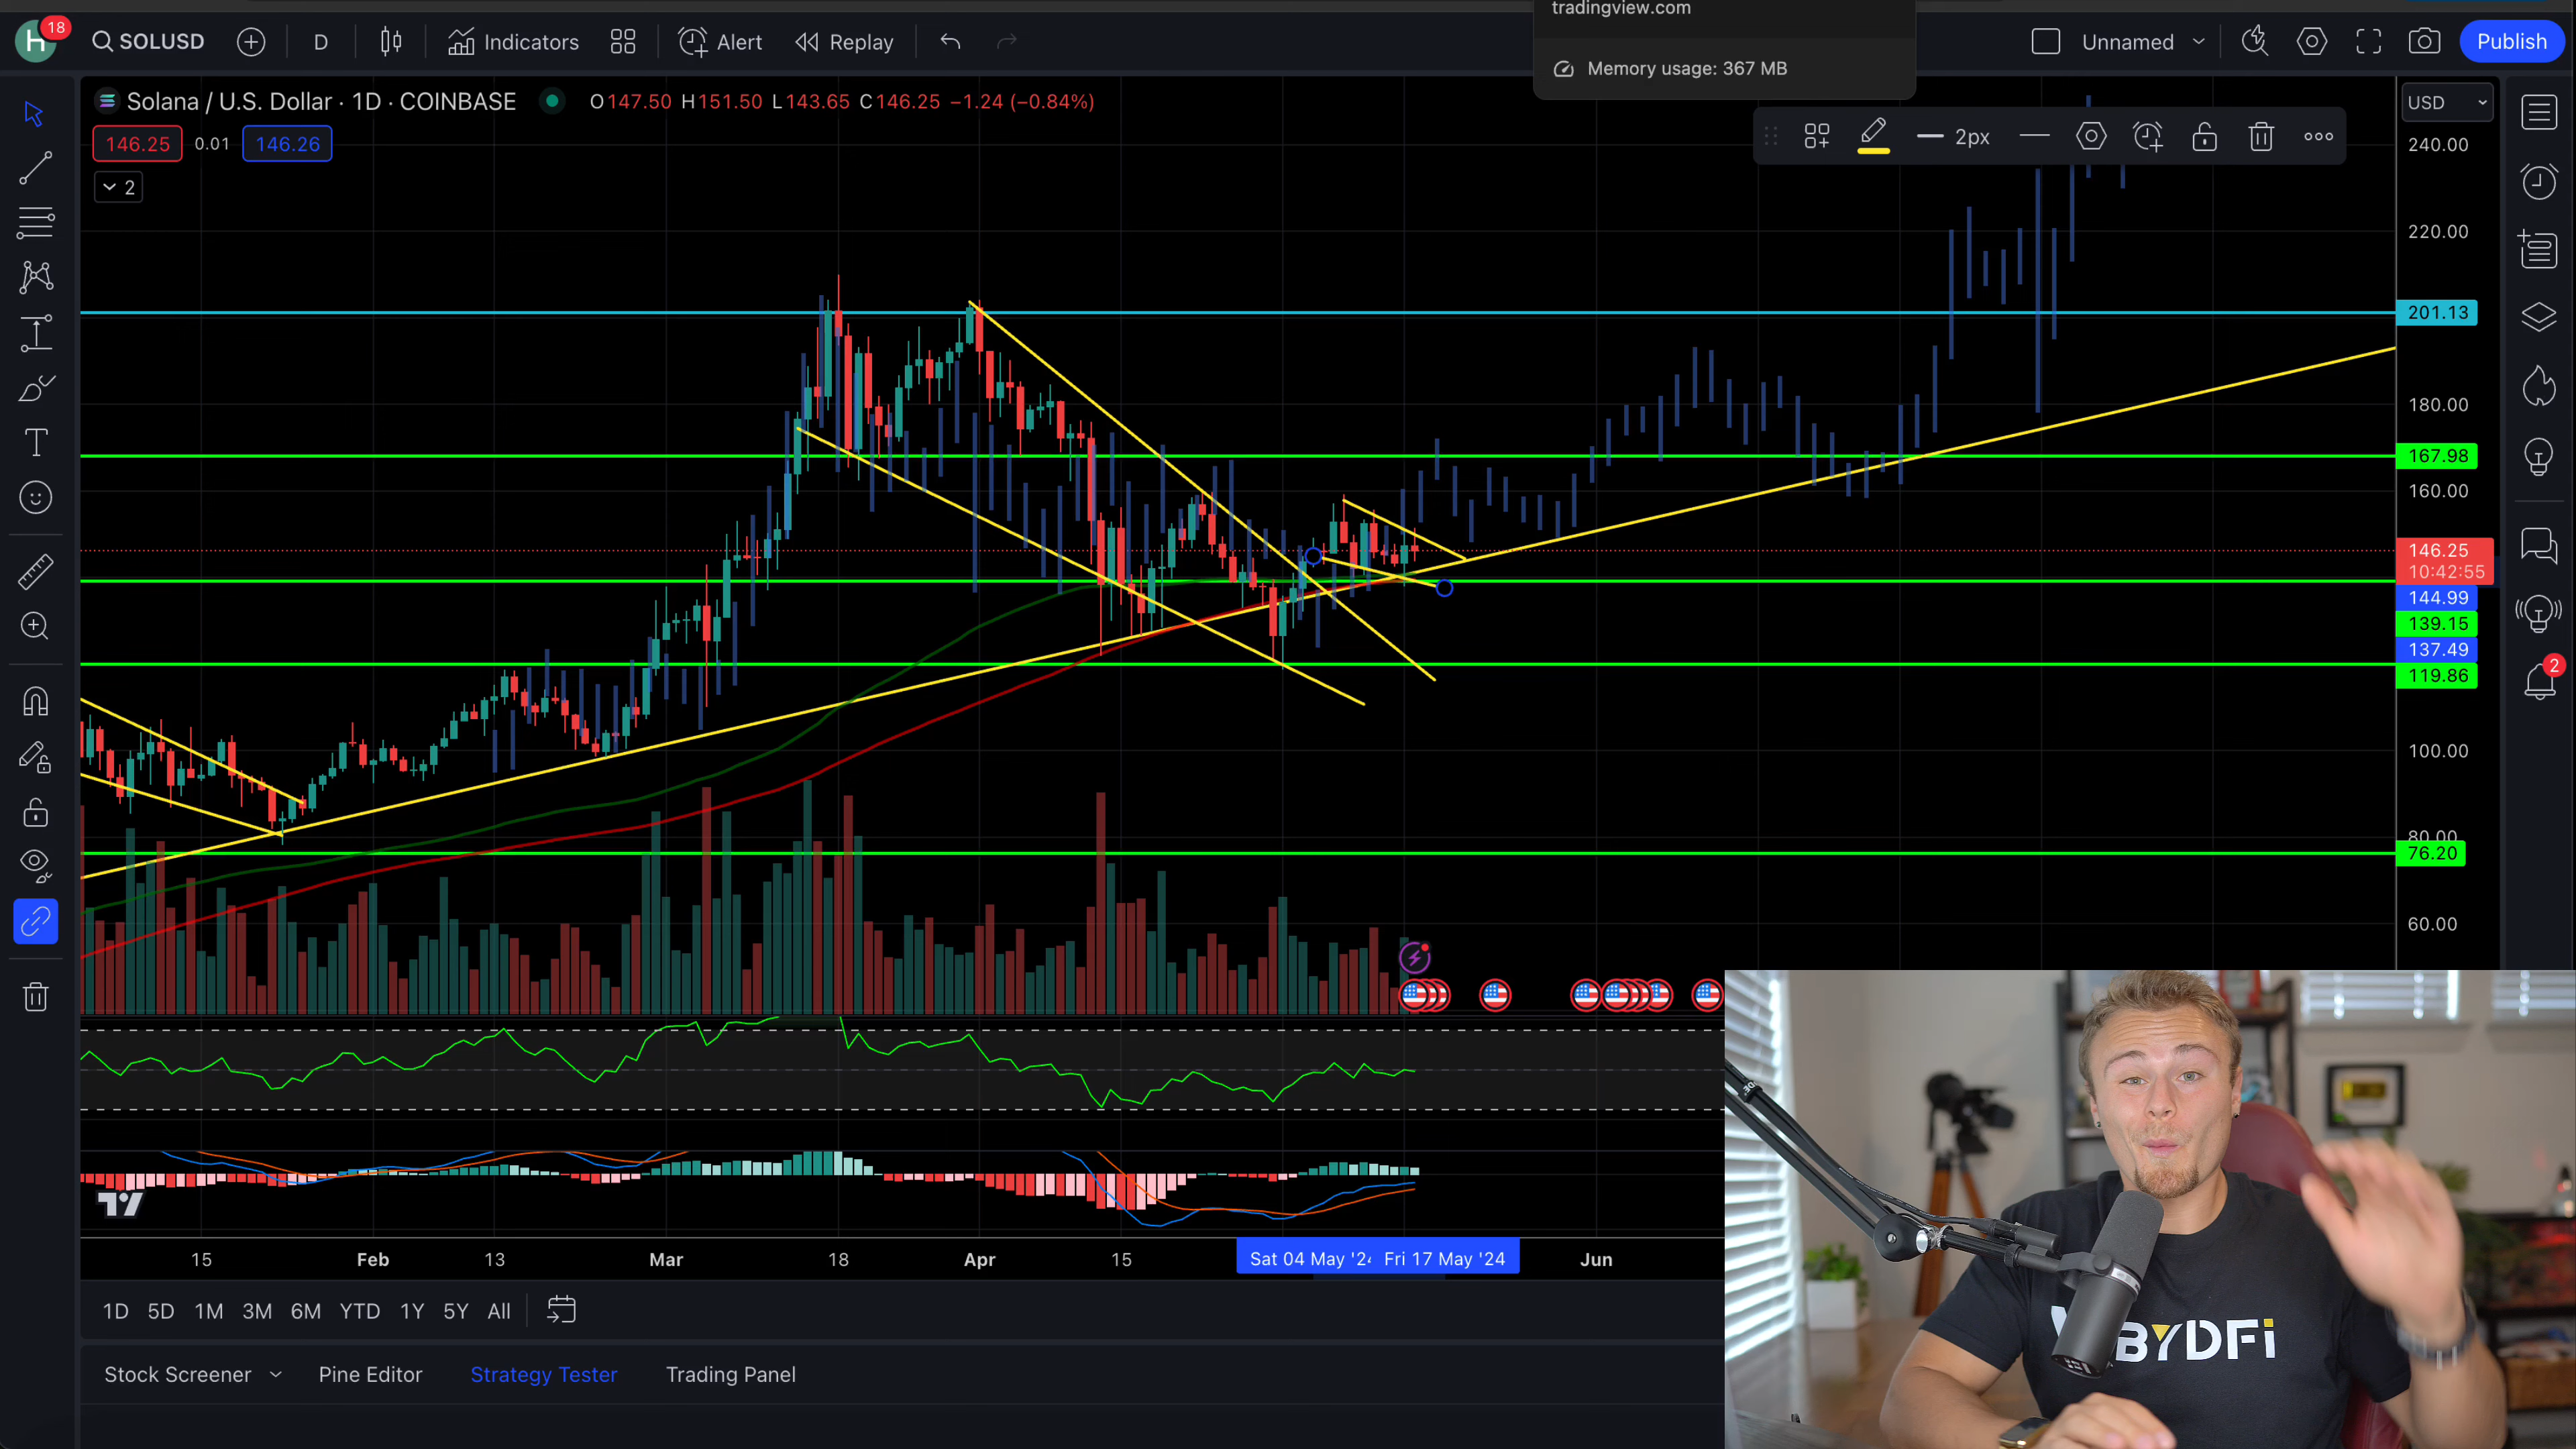 tradingview.com
Memory usage: 367 MB
H 18 SOLUSD D Indicators Alert Replay Unnamed Publish
Solana / U.S. Dollar · 1D · COINBASE O147.50 H151.50 L143.65 C146.25 −1.24 (−0.84%)
146.25 0.01 146.26
2
2px
USD
240.00
220.00
201.13
180.00
167.98
160.00
146.25
10:42:55
144.99
139.15
137.49
119.86
100.00
80.00
76.20
60.00
2
15 Feb 13 Mar 18 Apr 15 Sat 04 May '24 Fri 17 May '24 Jun
1D 5D 1M 3M 6M YTD 1Y 5Y All
Stock Screener Pine Editor Strategy Tester Trading Panel
BYDFi